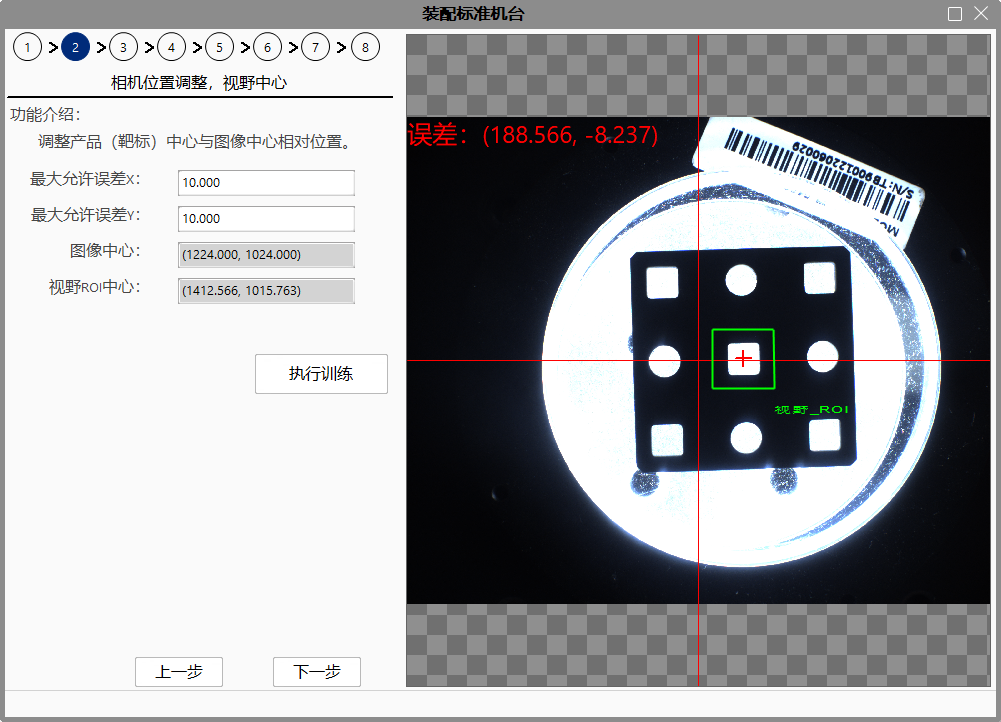 装配标准机台
1 > 2 > 3 > 4 > 5 > 6 > 7 > 8
相机位置调整，视野中心
功能介绍：
调整产品（靶标）中心与图像中心相对位置。
最大允许误差X： 10.000
最大允许误差Y： 10.000
图像中心： (1224.000, 1024.000)
视野ROI中心： (1412.566, 1015.763)
执行训练
上一步
下一步
误差：(188.566, -8.237)
S/N:TB900122060029
视野_ROI